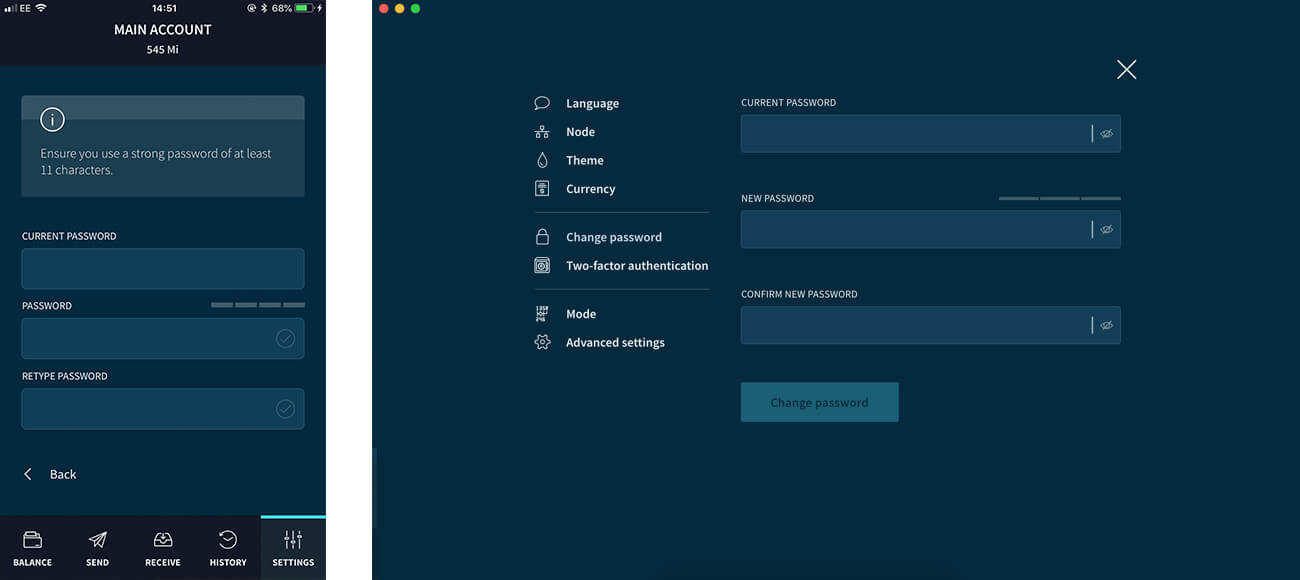 EE 14:51 68%
MAIN ACCOUNT
545 Mi
Ensure you use a strong password of at least
11 characters.
CURRENT PASSWORD
PASSWORD
RETYPE PASSWORD
Back
BALANCE SEND RECEIVE HISTORY SETTINGS
Language
Node
Theme
Currency
Change password
Two-factor authentication
Mode
Advanced settings
CURRENT PASSWORD
NEW PASSWORD
CONFIRM NEW PASSWORD
Change password